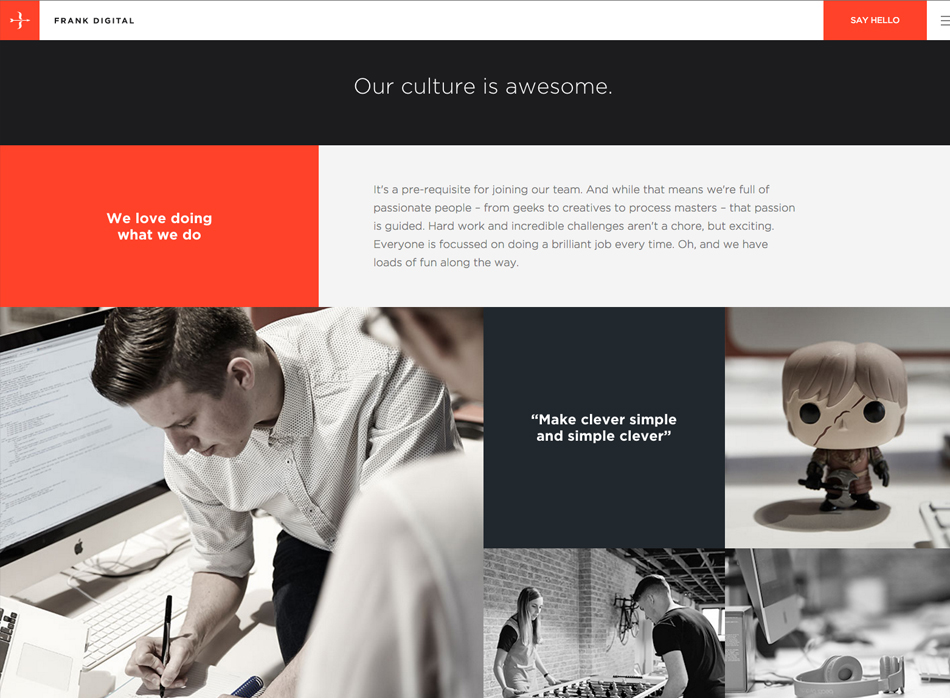 FRANK DIGITAL
SAY HELLO
Our culture is awesome.
We love doing
what we do
It's a pre-requisite for joining our team. And while that means we're full of
passionate people – from geeks to creatives to process masters – that passion
is guided. Hard work and incredible challenges aren't a chore, but exciting.
Everyone is focussed on doing a brilliant job every time. Oh, and we have
loads of fun along the way.
“Make clever simple
and simple clever”